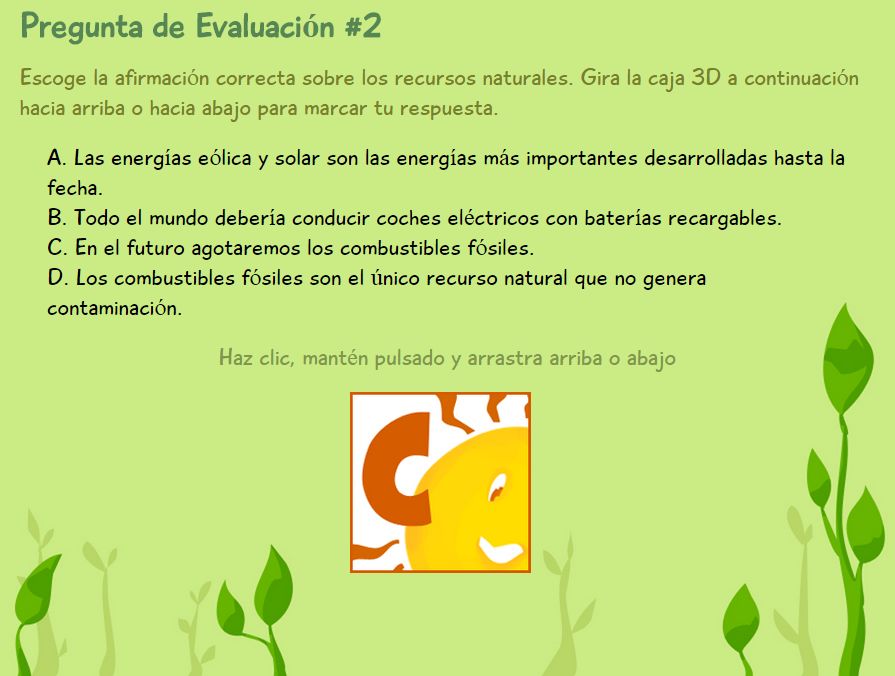 Pregunta de Evaluación #2
Escoge la afirmación correcta sobre los recursos naturales. Gira la caja 3D a continuación
hacia arriba o hacia abajo para marcar tu respuesta.
A. Las energías eólica y solar son las energías más importantes desarrolladas hasta la
fecha.
B. Todo el mundo debería conducir coches eléctricos con baterías recargables.
C. En el futuro agotaremos los combustibles fósiles.
D. Los combustibles fósiles son el único recurso natural que no genera
contaminación.
Haz clic, mantén pulsado y arrastra arriba o abajo
C